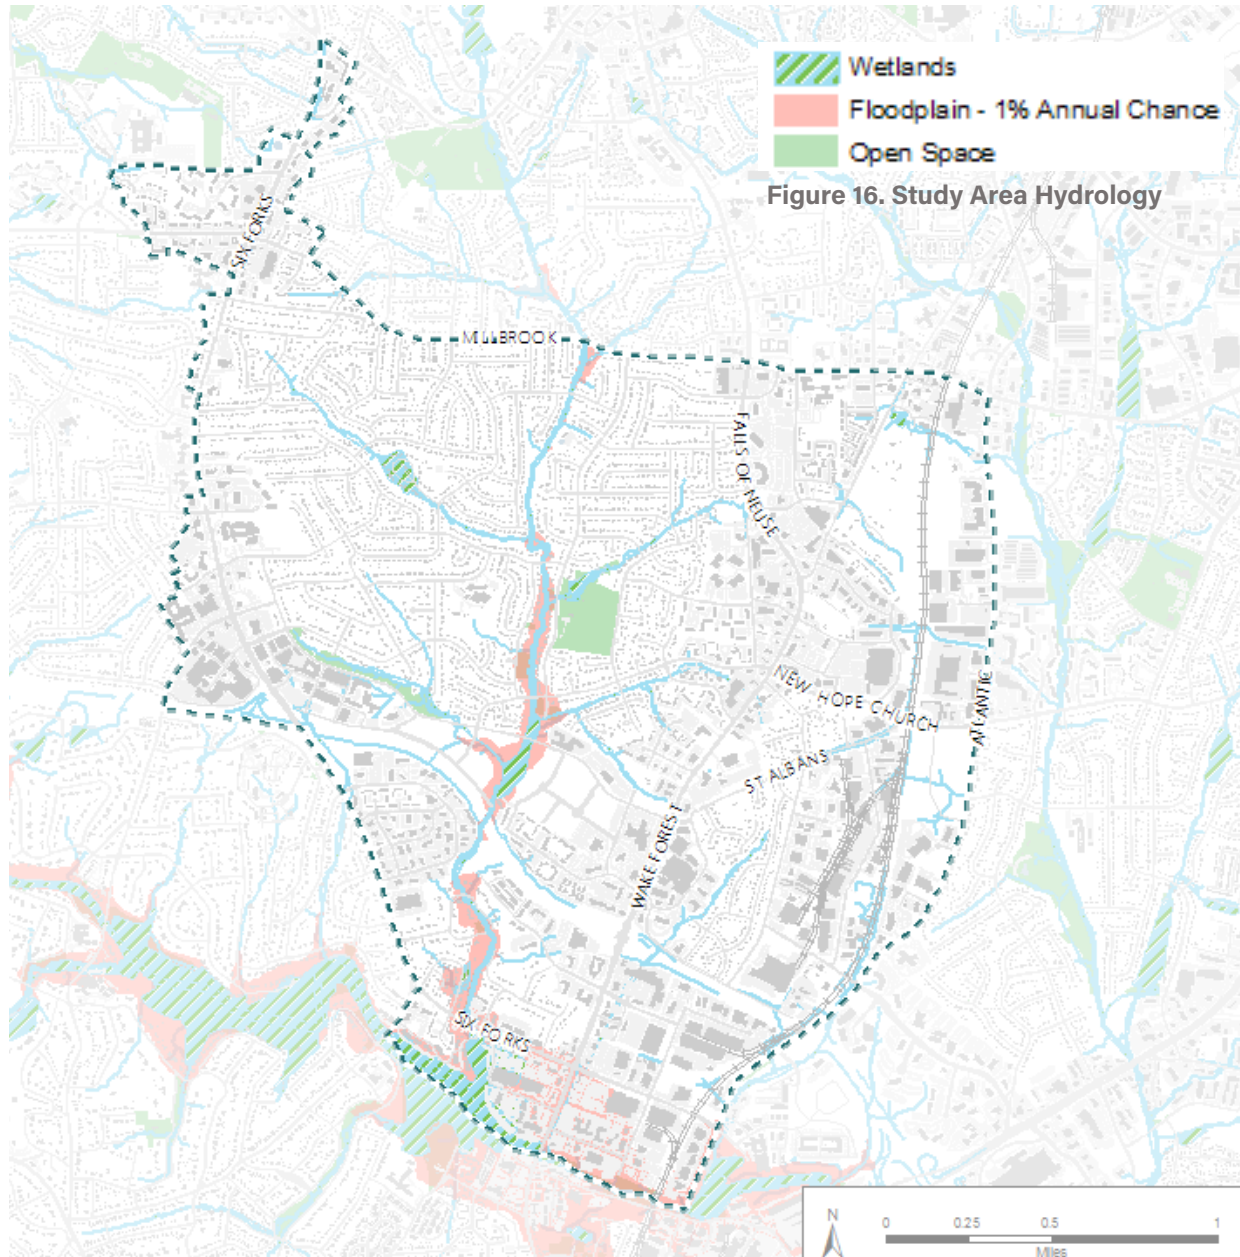 Wetlands
Floodplain - 1% Annual Chance
Open Space
Figure 16. Study Area Hydrology
SIX FORKS
MILLBROOK
FALLS OF NEUSE
NEW HOPE CHURCH
ATLANTIC
ST ALBANS
WAKE FOREST
SIX FORKS
N
0 0.25 0.5 1
Miles